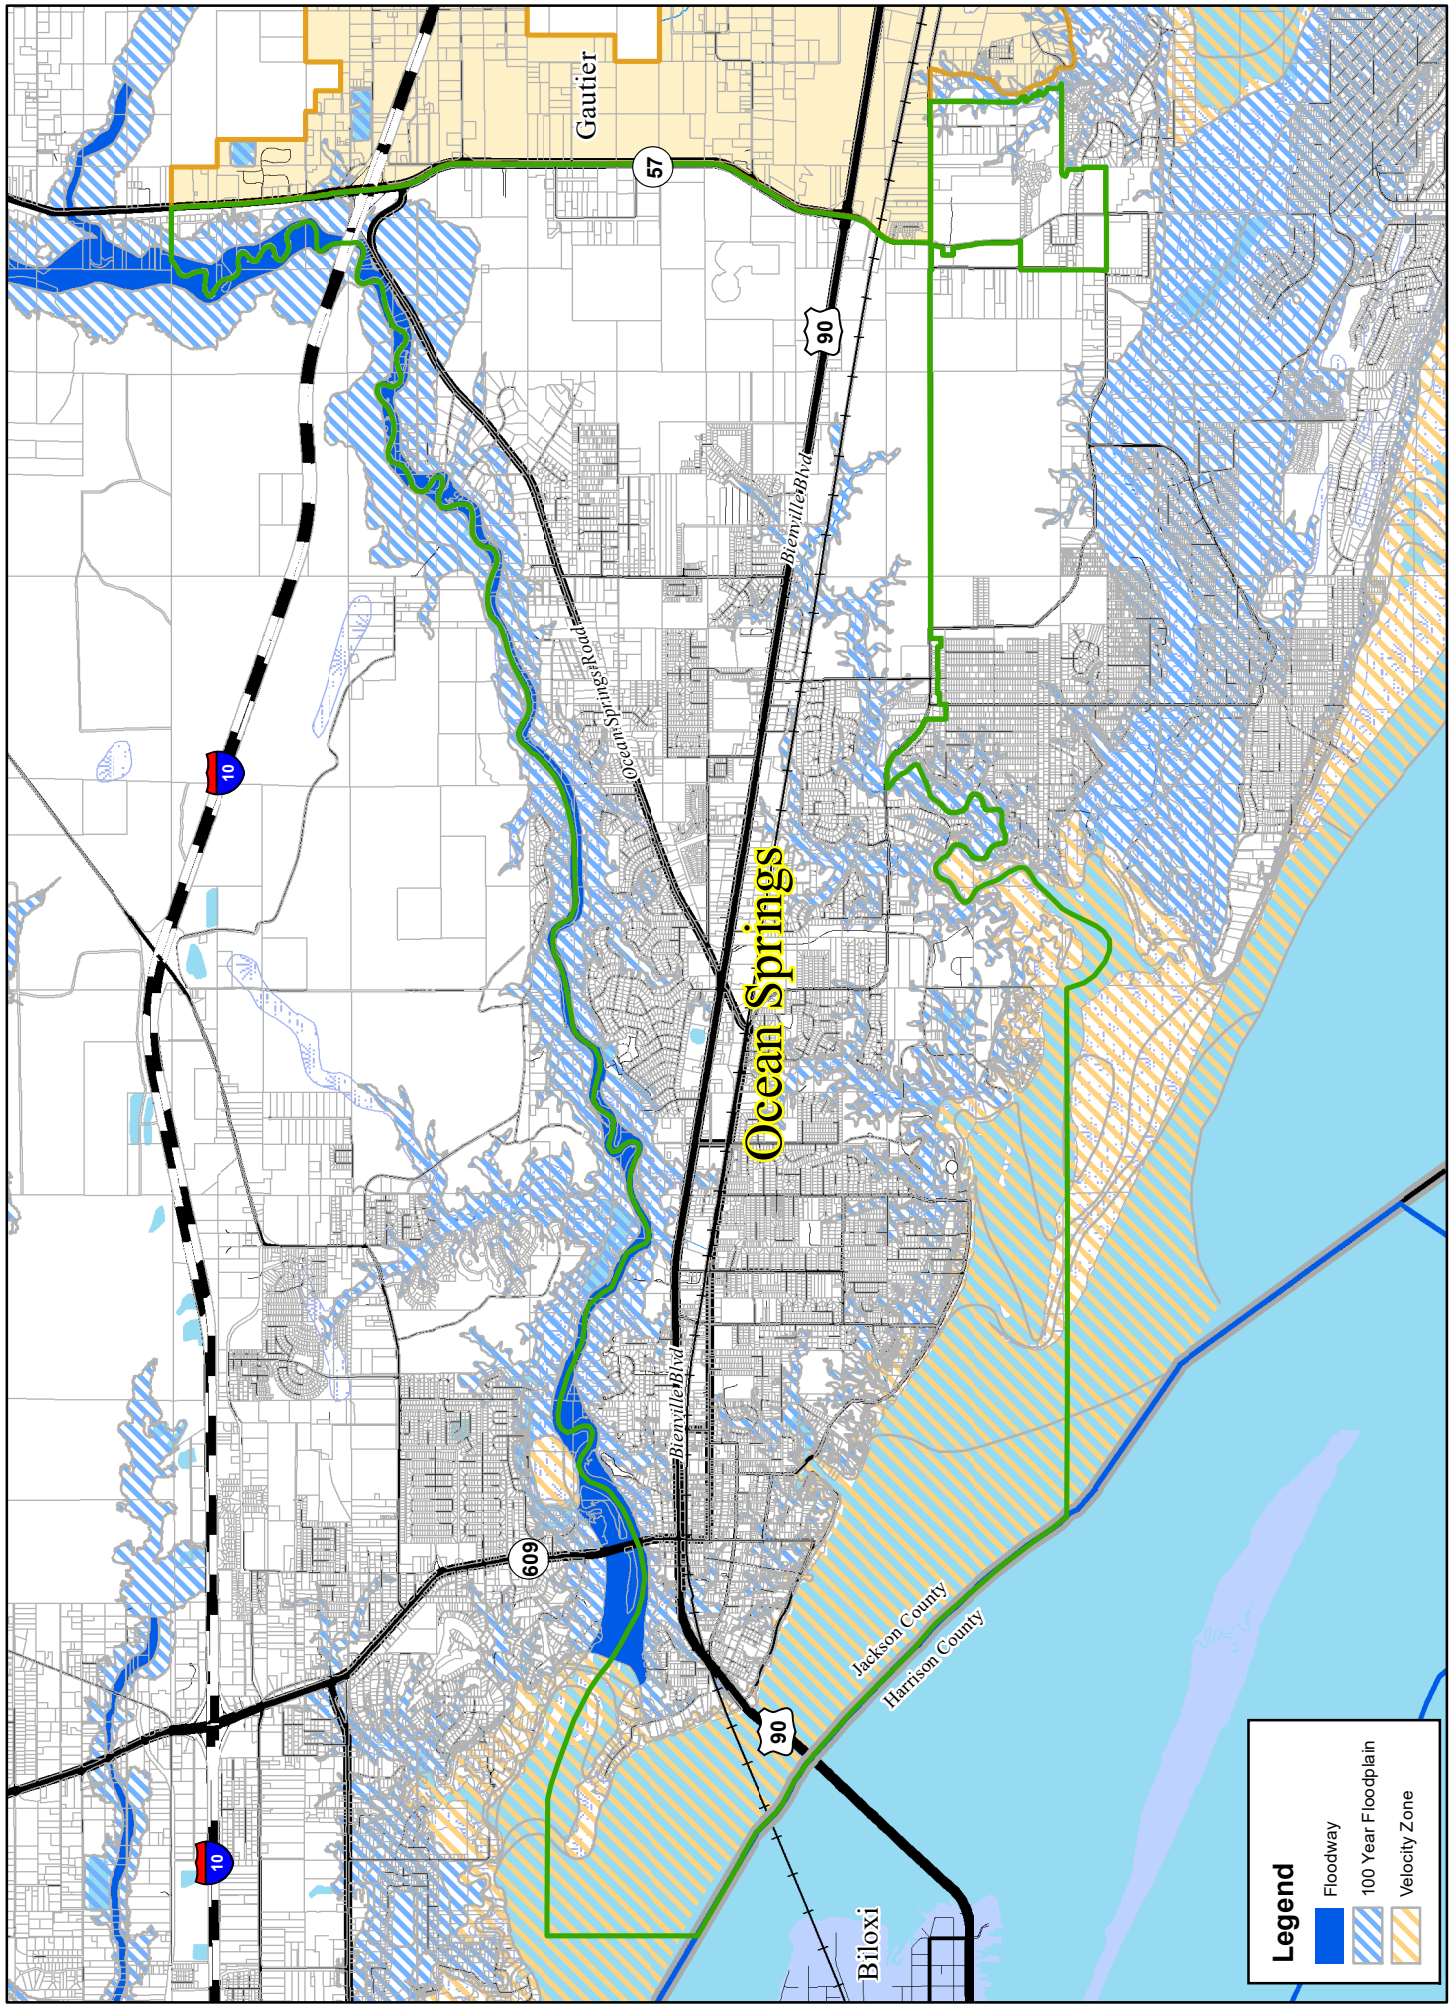 Gautier
57
90
Bienville Blvd
Ocean Springs Road
10
Ocean Springs
Bienville Blvd
609
Jackson County
Harrison County
90
10
Biloxi
Legend
Floodway
100 Year Floodplain
Velocity Zone